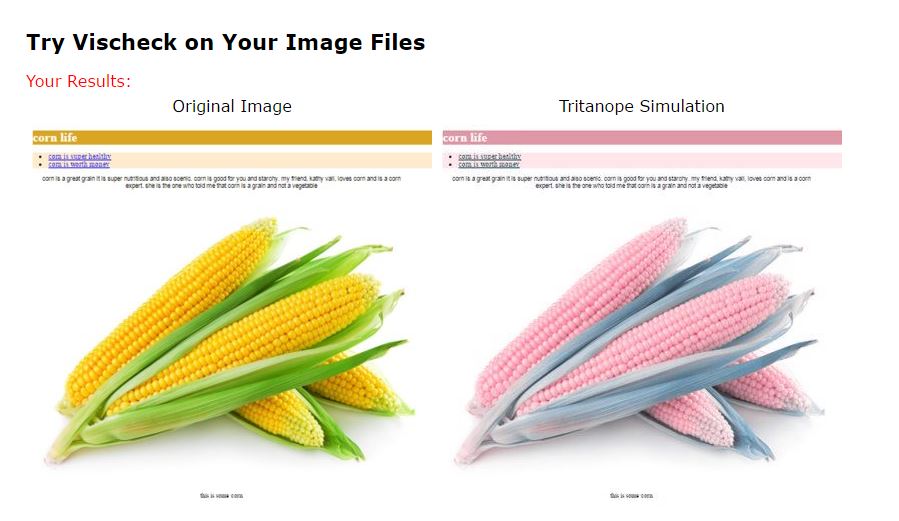 Try Vischeck on Your Image Files
Your Results:
Original Image
corn life
corn is super healthy
corn is worth money
corn is a great grain it is super nutritious and also scenic. corn is good for you and starchy. my friend, kathy vail, loves corn and is a corn
expert. she is the one who told me that corn is a grain and not a vegetable
this is some corn
Tritanope Simulation
corn life
corn is super healthy
corn is worth money
corn is a great grain it is super nutritious and also scenic. corn is good for you and starchy. my friend, kathy vail, loves corn and is a corn
expert. she is the one who told me that corn is a grain and not a vegetable
this is some corn